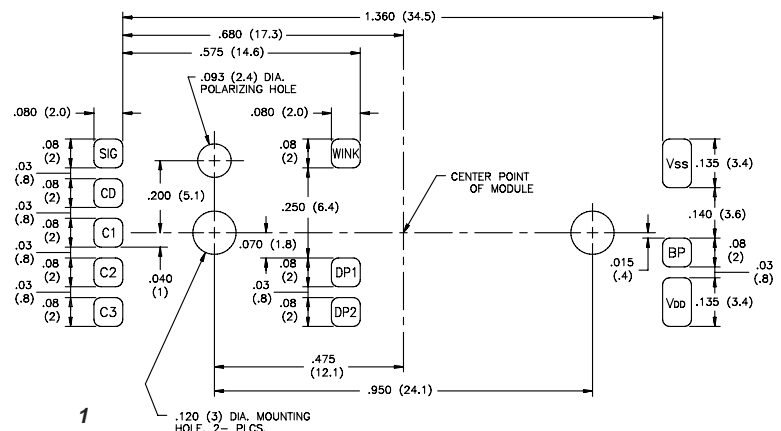 1.360 (34.5)
.680 (17.3)
.575 (14.6)
.093 (2.4) DIA.
POLARIZING HOLE
.080 (2.0)
.080 (2.0)
.08
(2)
SIG
.08
(2)
WINK
VSS
.135 (3.4)
.03
(.8)
.08
(2)
CD
.200 (5.1)
CENTER POINT
OF MODULE
.250 (6.4)
.140 (3.6)
.03
(.8)
.08
(2)
C1
.070 (1.8)
.015
(.4)
BP
.08
(2)
.03
(.8)
.03
(.8)
.08
(2)
C2
.040
(1)
.08
(2)
DP1
.03
(.8)
.03
(.8)
.08
(2)
C3
.08
(2)
DP2
VDD
.135 (3.4)
.475
(12.1)
.950 (24.1)
1
.120 (3) DIA. MOUNTING
HOLE, 2- PLCS.